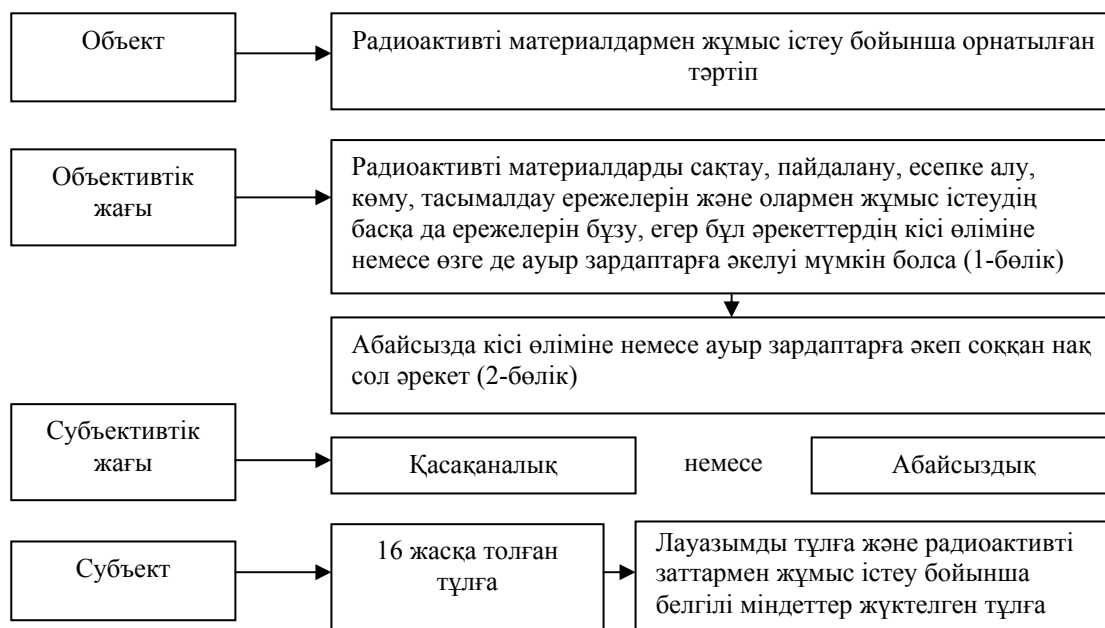 Объект
Радиоактивті материалдармен жұмыс істеу бойынша орнатылған
тәртіп
Объективтік
жағы
Радиоактивті материалдарды сақтау, пайдалану, есепке алу,
көму, тасымалдау ережелерін және олармен жұмыс істеудің
басқа да ережелерін бұзу, егер бұл әрекеттердің кісі өліміне
немесе өзге де ауыр зардаптарға әкелуі мүмкін болса (1-бөлік)
Абайсызда кісі өліміне немесе ауыр зардаптарға әкеп соққан нақ
сол әрекет (2-бөлік)
Субъективтік
жағы
Қасақаналық
немесе
Абайсыздық
Субъект
16 жасқа толған
тұлға
Лауазымды тұлға және радиоактивті
заттармен жұмыс істеу бойынша
белгілі міндеттер жүктелген тұлға